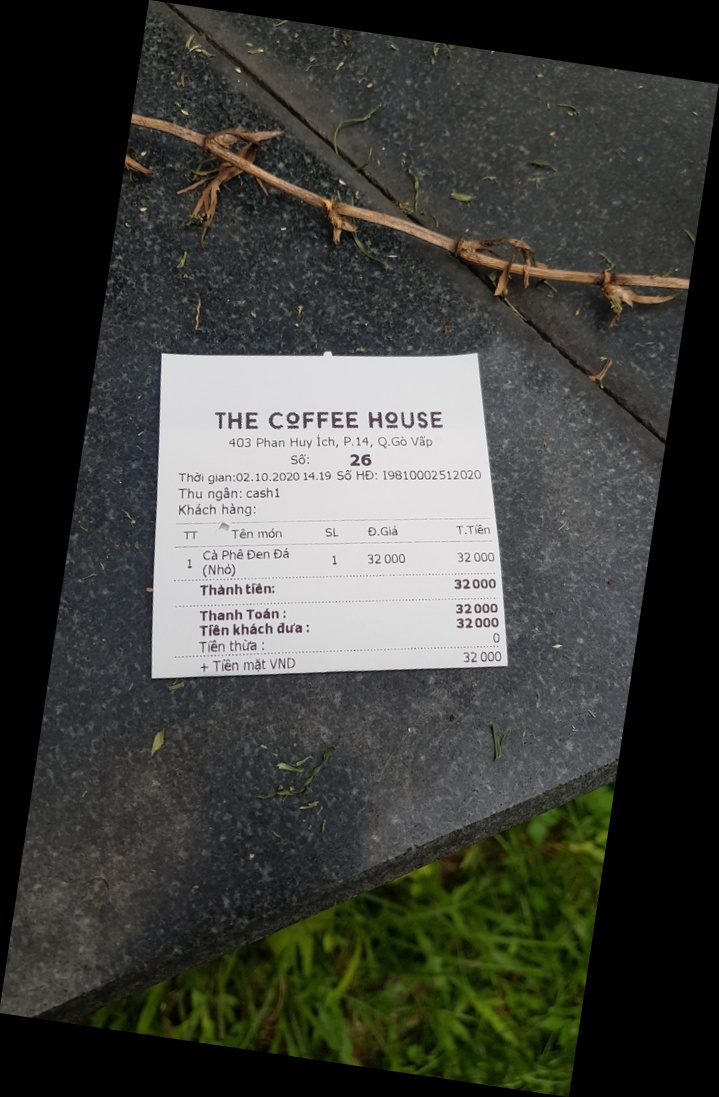 THE COFFEE HOUSE
403 Phan Huy Ích, P.14, Q.Gò Vấp
Số: 26
Thời gian:02.10.2020 14.19 Số HĐ: I9810002512020
Thu ngân: cash1
Khách hàng:
TT Tên món SL Đ.Giá T.Tiền
1 Cà Phê Đen Đá (Nhỏ) 1 32 000 32 000
Thành tiền: 32 000
Thanh Toán : 32 000
Tiền khách đưa : 32 000
Tiền thừa : 0
+ Tiền mặt VND 32 000